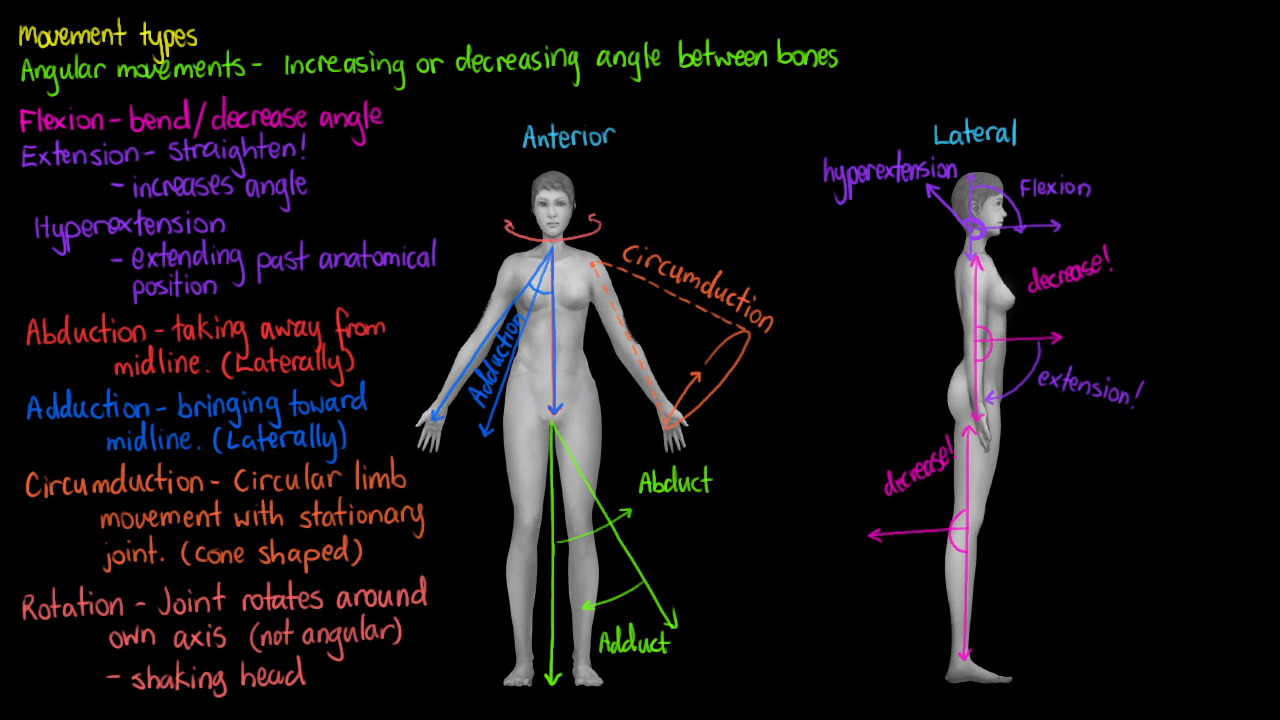 Movement types
Angular movements - Increasing or decreasing angle between bones
Flexion - bend/decrease angle
Extension - straighten!
- increases angle
Hyperextension
- extending past anatomical
position
Abduction - taking away from
midline. (Laterally)
Adduction - bringing toward
midline. (Laterally)
Circumduction - Circular limb
movement with stationary
joint. (cone shaped)
Rotation - Joint rotates around
own axis (not angular)
- shaking head
Anterior
circumduction
Adduction
Abduct
Adduct
Lateral
hyperextension
Flexion
decrease!
extension!
decrease!